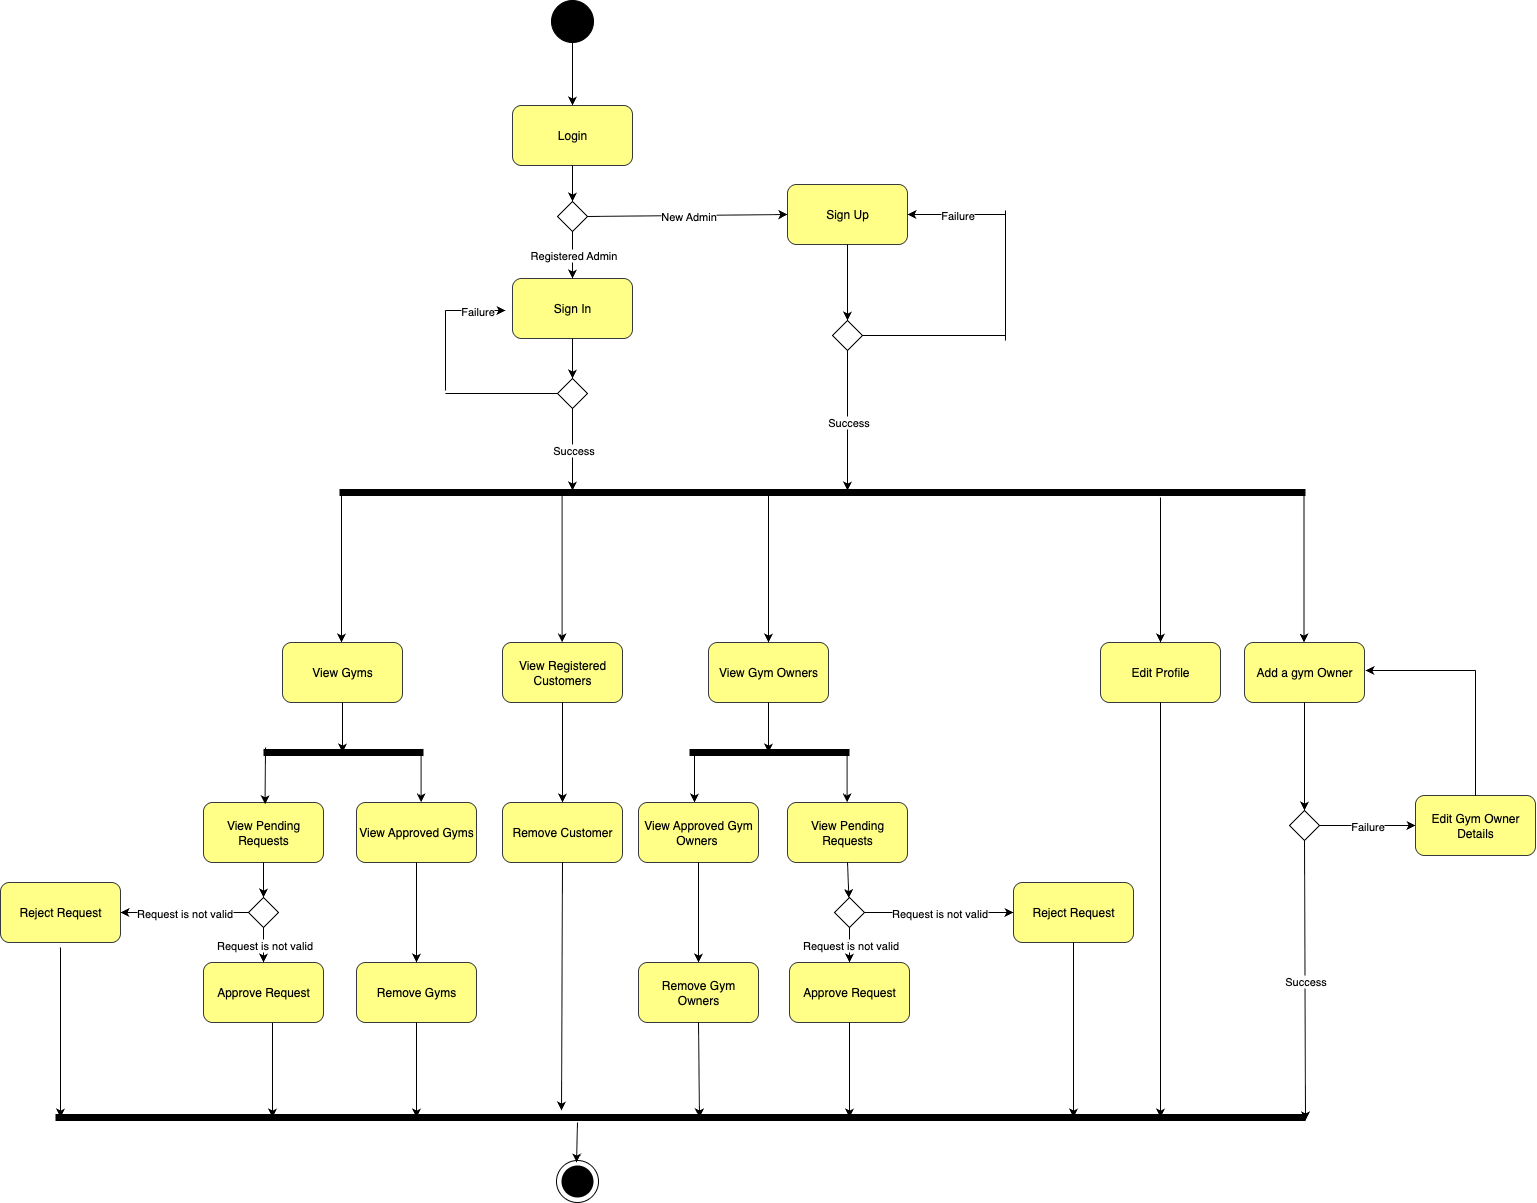 Login
New Admin
Sign Up
Failure
Registered Admin
Sign In
Failure
Success
Success
View Gyms
View Registered
Customers
View Gym Owners
Edit Profile
Add a gym Owner
View Pending
Requests
View Approved Gyms
Remove Customer
View Approved Gym
Owners
View Pending
Requests
Failure
Edit Gym Owner
Details
Reject Request
Request is not valid
Request is not valid
Reject Request
Request is not valid
Request is not valid
Approve Request
Remove Gyms
Remove Gym
Owners
Approve Request
Success